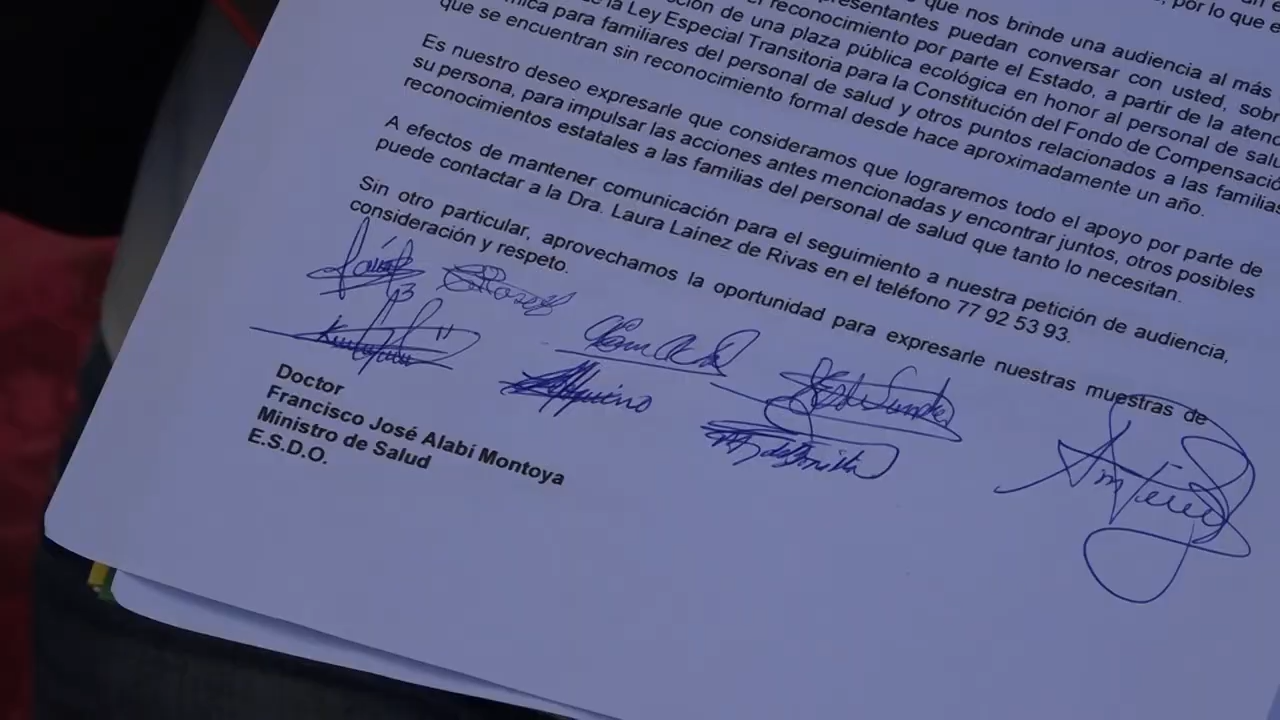 que nos brinde una audiencia al más
por lo que e
presentantes puedan conversar con usted, sobr
reconocimiento por parte el Estado, a partir de la atenc
ción de una plaza pública ecológica en honor al personal de salu
la Ley Especial Transitoria para la Constitución del Fondo de Compensació
mica para familiares del personal de salud y otros puntos relacionados a las familias
que se encuentran sin reconocimiento formal desde hace aproximadamente un año.
Es nuestro deseo expresarle que consideramos que lograremos todo el apoyo por parte de
su persona, para impulsar las acciones antes mencionadas y encontrar juntos, otros posibles
reconocimientos estatales a las familias del personal de salud que tanto lo necesitan.
A efectos de mantener comunicación para el seguimiento a nuestra petición de audiencia,
puede contactar a la Dra. Laura Laínez de Rivas en el teléfono 77 92 53 93.
Sin otro particular, aprovechamos la oportunidad para expresarle nuestras muestras de
consideración y respeto.
Doctor
Francisco José Alabí Montoya
Ministro de Salud
E.S.D.O.